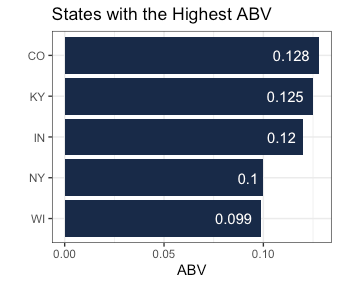 States with the Highest ABV
CO 0.128
KY 0.125
IN 0.12
NY 0.1
WI 0.099
0.00 0.05 0.10
ABV